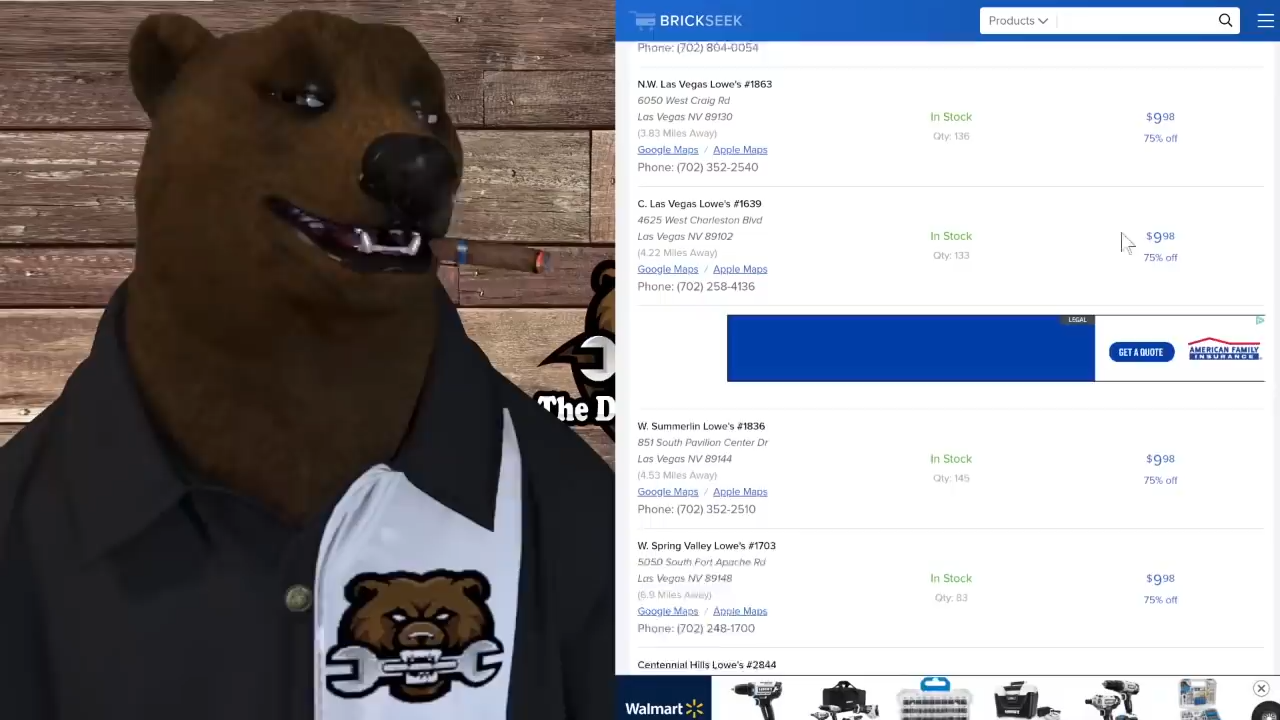 BRICKSEEK
Products
Phone: (702) 804-0054
N.W. Las Vegas Lowe's #1863
6050 West Craig Rd
Las Vegas NV 89130
(3.83 Miles Away)
Google Maps / Apple Maps
Phone: (702) 352-2540
In Stock
Qty: 136
$9.98
75% off
C. Las Vegas Lowe's #1639
4625 West Charleston Blvd
Las Vegas NV 89102
(4.22 Miles Away)
Google Maps / Apple Maps
Phone: (702) 258-4136
In Stock
Qty: 133
$9.98
75% off
LEGAL
GET A QUOTE
AMERICAN FAMILY
INSURANCE
The D
W. Summerlin Lowe's #1836
851 South Pavilion Center Dr
Las Vegas NV 89144
(4.53 Miles Away)
Google Maps / Apple Maps
Phone: (702) 352-2510
In Stock
Qty: 145
$9.98
75% off
W. Spring Valley Lowe's #1703
5050 South Fort Apache Rd
Las Vegas NV 89148
(6.9 Miles Away)
Google Maps / Apple Maps
Phone: (702) 248-1700
In Stock
Qty: 83
$9.98
75% off
Centennial Hills Lowe's #2844
Walmart